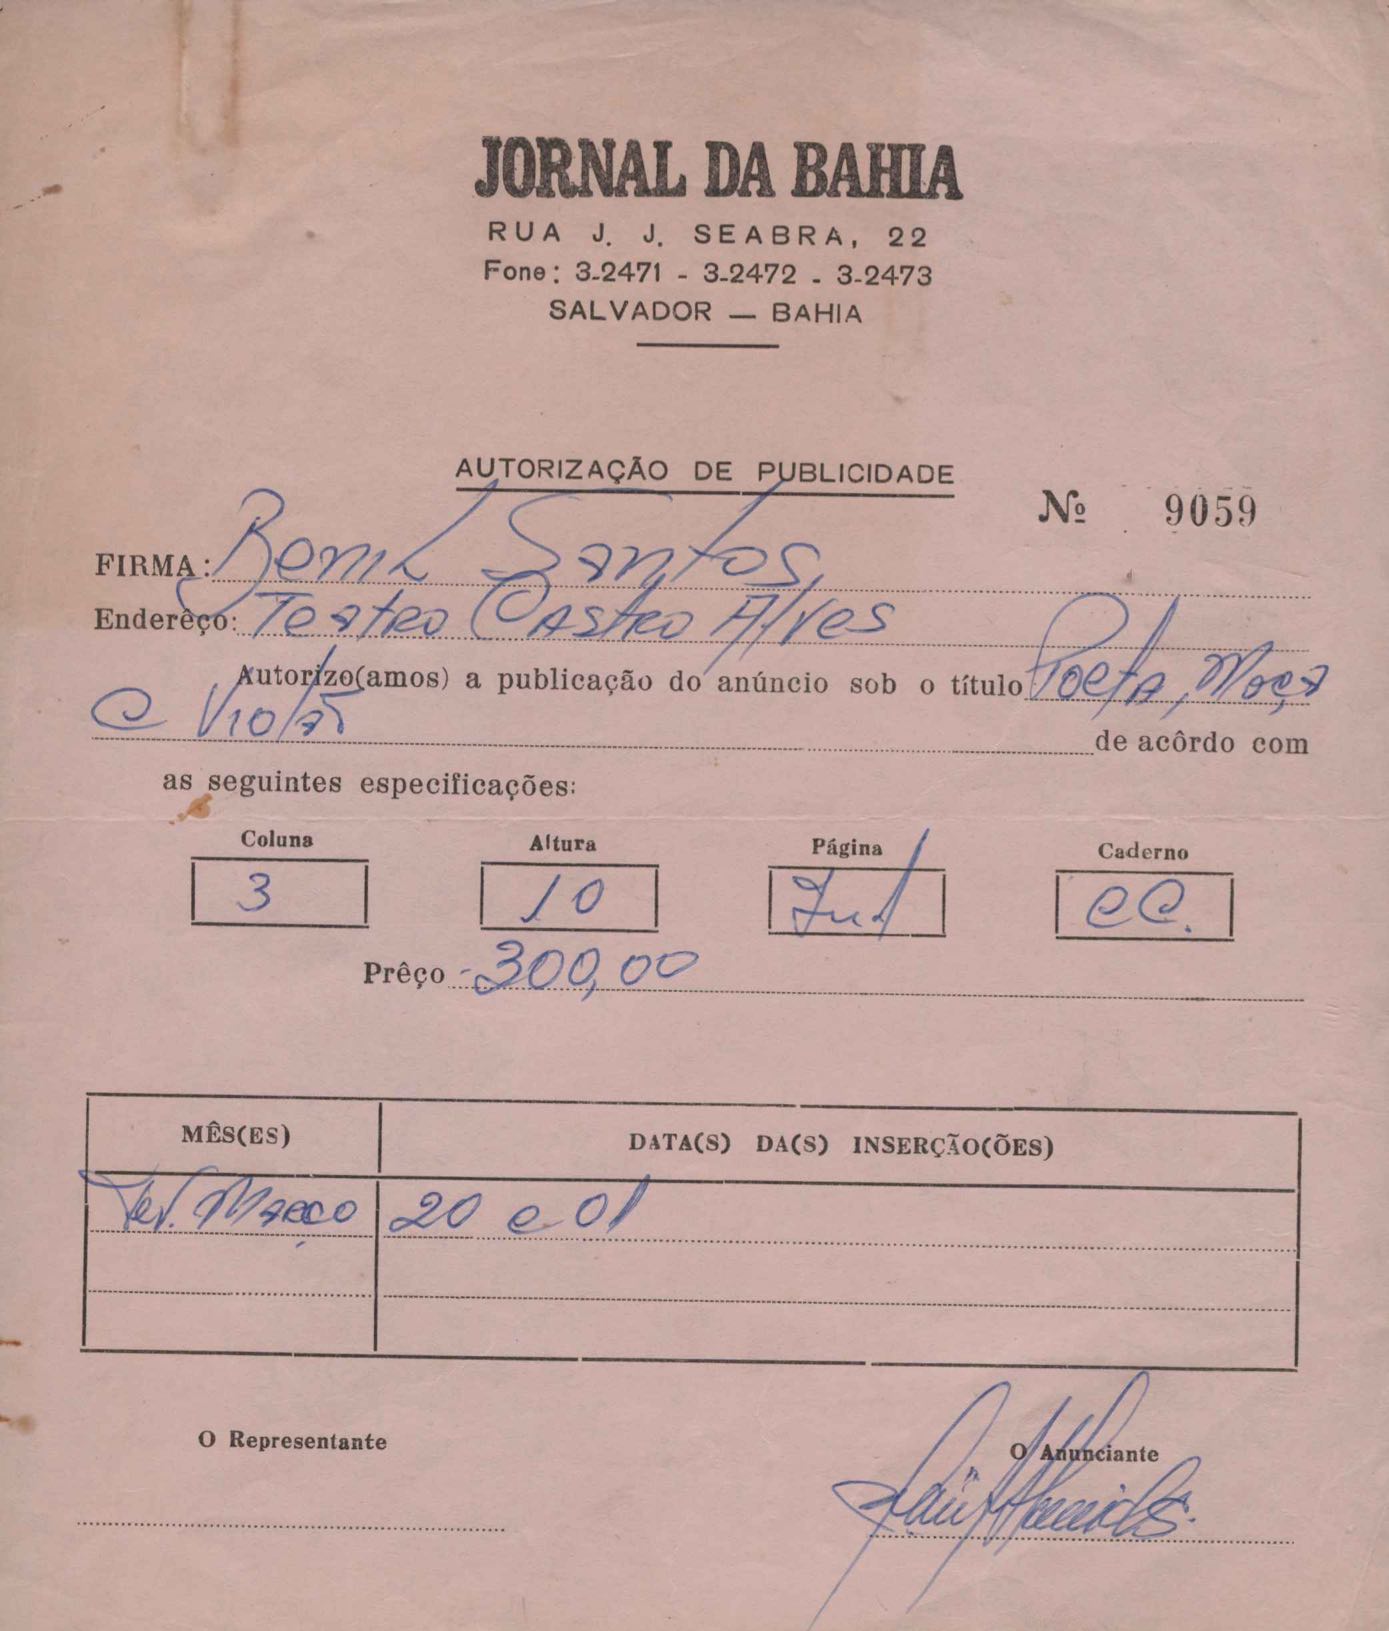 JORNAL DA BAHIA
RUA J. J. SEABRA, 22
Fone: 3-2471 - 3-2472 - 3-2473
SALVADOR — BAHIA
AUTORIZAÇÃO DE PUBLICIDADE
Nº 9059
FIRMA: Benil Santos
Enderêço: Teatro Castro Alves
Autorizo(amos) a publicação do anúncio sob o título Poeta, Moça
e Violão de acôrdo com
as seguintes especificações:
Coluna Altura Página Caderno
3 10 Ind CC.
Prêço 300,00
MÊS(ES) DATA(S) DA(S) INSERÇÃO(ÕES)
Fev. Março 20 e 01
O Representante O Anunciante